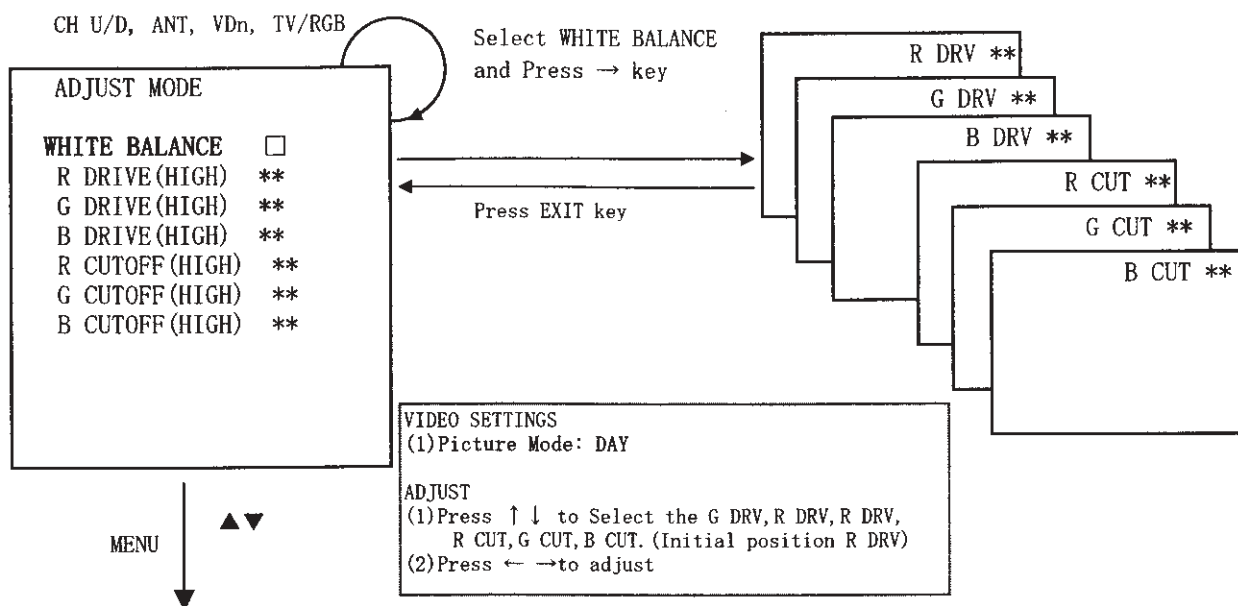 CH U/D, ANT, VDn, TV/RGB
ADJUST MODE
WHITE BALANCE □
R DRIVE(HIGH) **
G DRIVE(HIGH) **
B DRIVE(HIGH) **
R CUTOFF(HIGH) **
G CUTOFF(HIGH) **
B CUTOFF(HIGH) **
Select WHITE BALANCE
and Press → key
Press EXIT key
R DRV **
G DRV **
B DRV **
R CUT **
G CUT **
B CUT **
MENU
▲▼
VIDEO SETTINGS
(1)Picture Mode: DAY
ADJUST
(1)Press ↑ ↓ to Select the G DRV,R DRV,R DRV,
R CUT,G CUT,B CUT.(Initial position R DRV)
(2)Press ← →to adjust